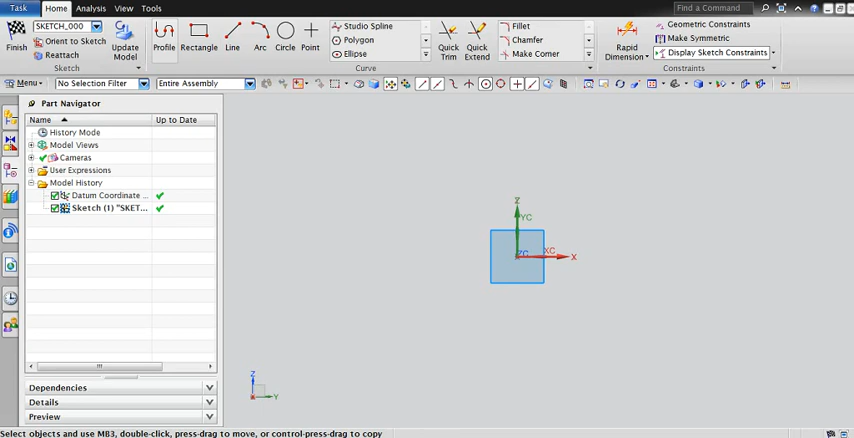 Task Home Analysis View Tools Find a Command
SKETCH_000
Orient to Sketch
Reattach
Finish
Update Model
Sketch
Profile Rectangle Line Arc Circle Point
Studio Spline
Polygon
Ellipse
Quick Trim
Quick Extend
Fillet
Chamfer
Make Corner
Curve
Rapid Dimension
Geometric Constraints
Make Symmetric
Display Sketch Constraints
Constraints
Menu No Selection Filter Entire Assembly
Part Navigator
Name Up to Date
History Mode
Model Views
Cameras
User Expressions
Model History
Datum Coordinate ...
Sketch (1) "SKET...
Dependencies
Details
Preview
Z
YC
XC X
Z
Y
Select objects and use MB3, double-click, press-drag to move, or control-press-drag to copy